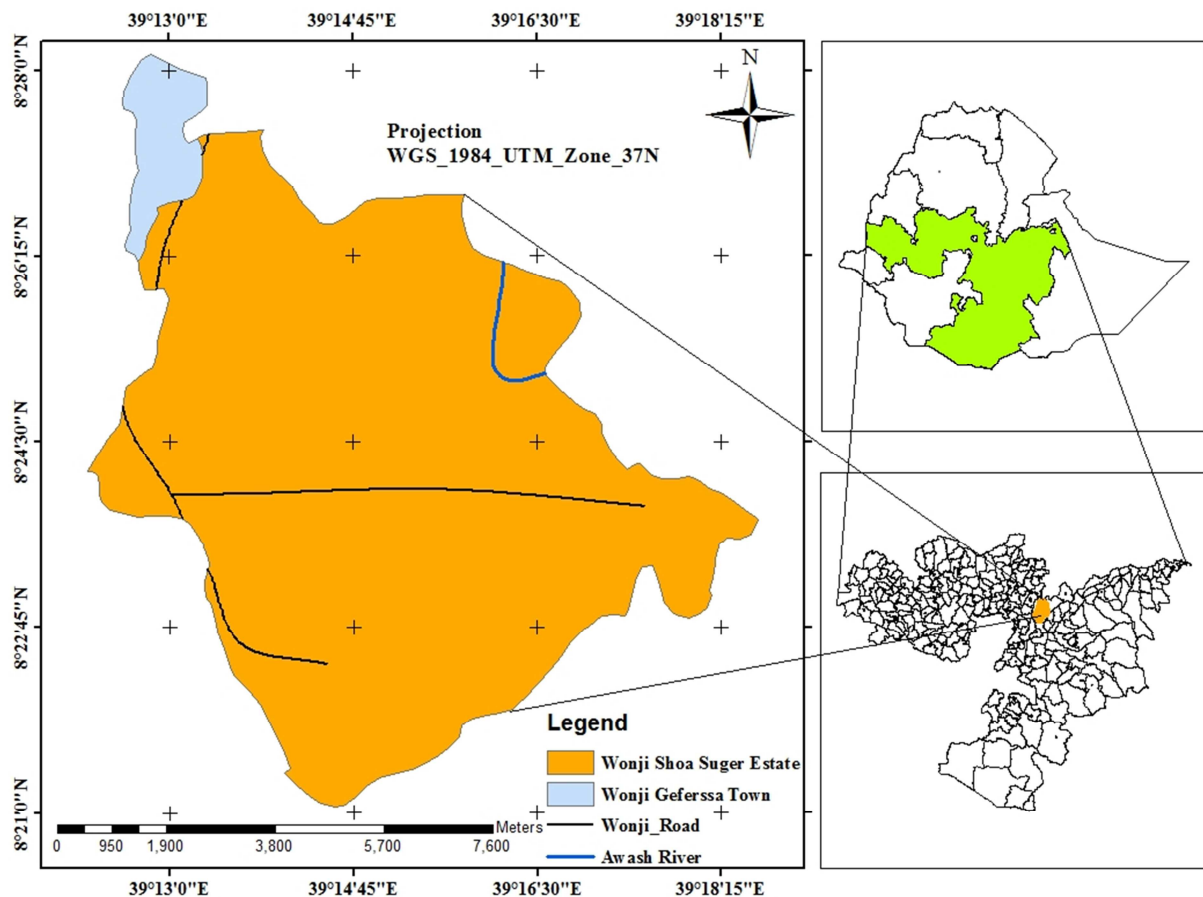 39°13'0"E 39°14'45"E 39°16'30"E 39°18'15"E
8°28'0"N
8°26'15"N
8°24'30"N
8°22'45"N
8°21'0"N
N
Projection
WGS_1984_UTM_Zone_37N
Legend
Wonji Shoa Suger Estate
Wonji Geferssa Town
Wonji_Road
Awash River
Meters
0 950 1,900 3,800 5,700 7,600
39°13'0"E 39°14'45"E 39°16'30"E 39°18'15"E